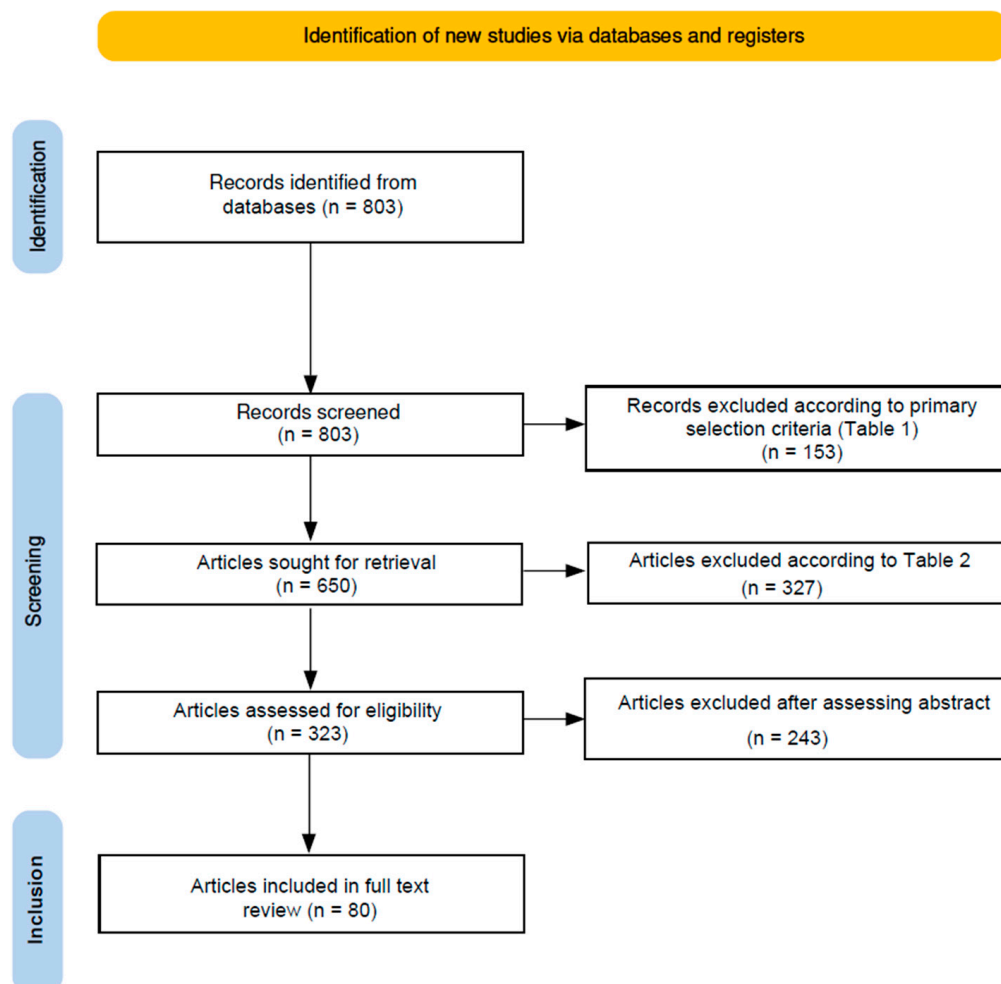 Identification of new studies via databases and registers
Identification
Records identified from
databases (n = 803)
Screening
Records screened
(n = 803)
Records excluded according to primary
selection criteria (Table 1)
(n = 153)
Articles sought for retrieval
(n = 650)
Articles excluded according to Table 2
(n = 327)
Articles assessed for eligibility
(n = 323)
Articles excluded after assessing abstract
(n = 243)
Inclusion
Articles included in full text
review (n = 80)